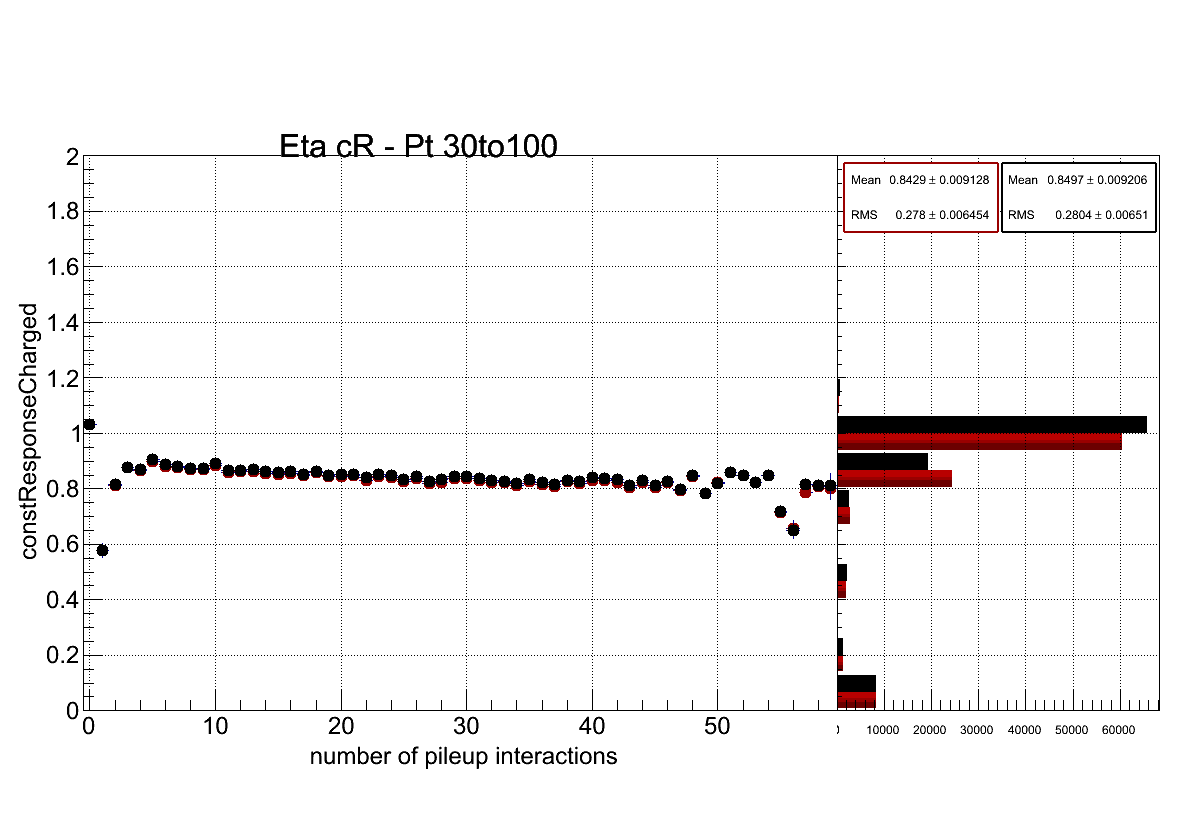 Eta cR - Pt 30to100
constResponseCharged
2
1.8
1.6
1.4
1.2
1
0.8
0.6
0.4
0.2
0
0 10 20 30 40 50
number of pileup interactions
Mean 0.8429 ± 0.009128
RMS 0.278 ± 0.006454
Mean 0.8497 ± 0.009206
RMS 0.2804 ± 0.00651
10000 20000 30000 40000 50000 60000